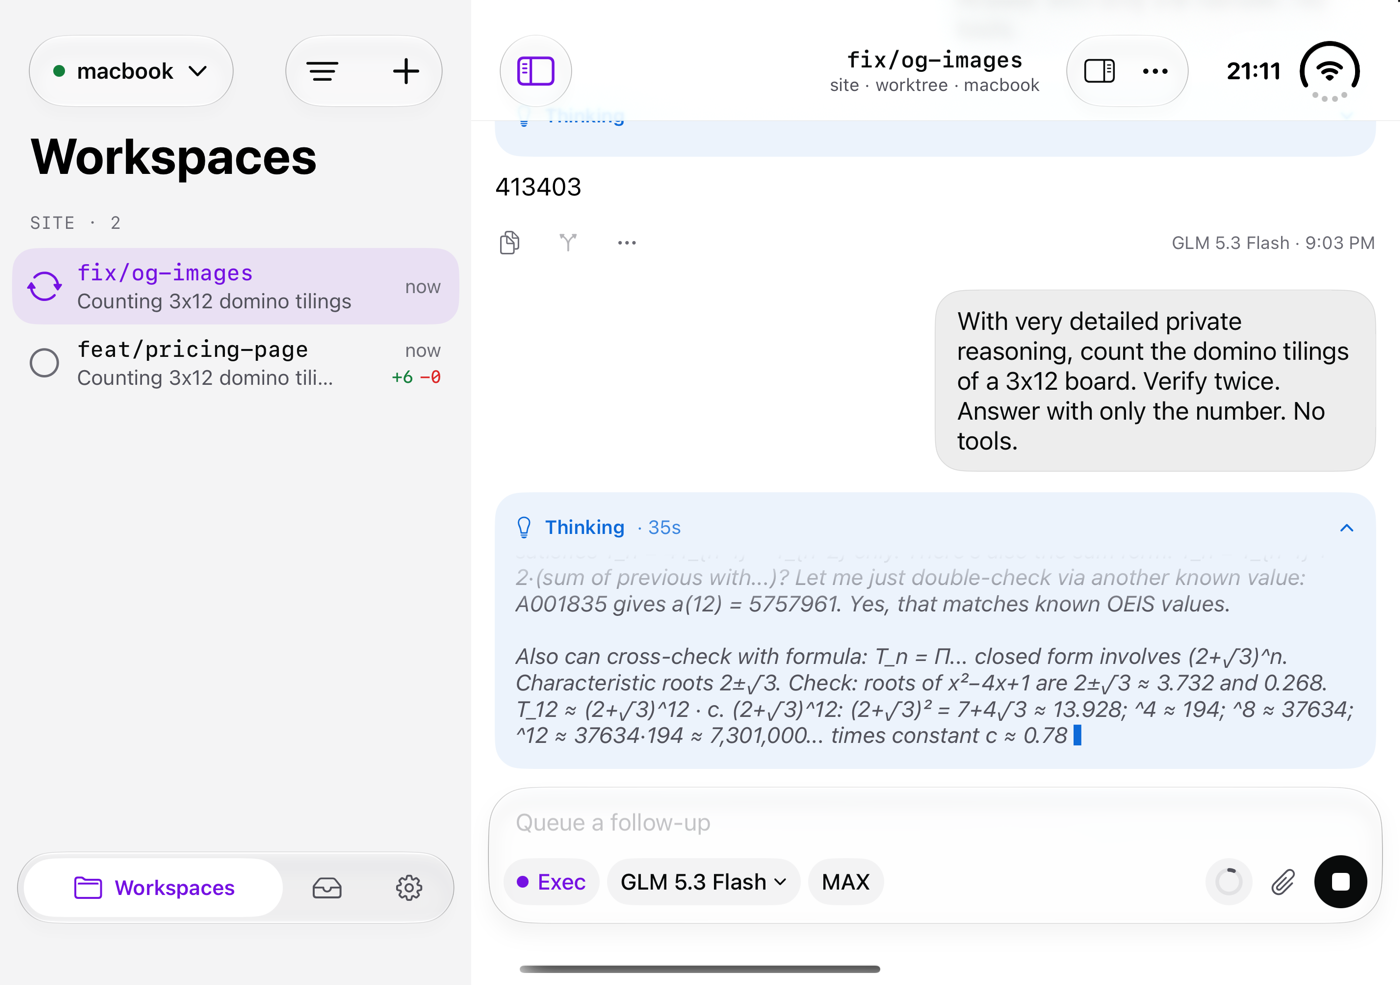 macbook
Workspaces
SITE · 2
fix/og-images
Counting 3x12 domino tilings
now
feat/pricing-page
now
Counting 3x12 domino tili...
+6 −0
Workspaces
fix/og-images
site · worktree · macbook
21:11
Thinking
413403
GLM 5.3 Flash · 9:03 PM
With very detailed private
reasoning, count the domino tilings
of a 3x12 board. Verify twice.
Answer with only the number. No
tools.
Thinking · 35s
2·(sum of previous with...)? Let me just double-check via another known value:
A001835 gives a(12) = 5757961. Yes, that matches known OEIS values.
Also can cross-check with formula: T_n = Π... closed form involves (2+√3)^n.
Characteristic roots 2±√3. Check: roots of x²−4x+1 are 2±√3 ≈ 3.732 and 0.268.
T_12 ≈ (2+√3)^12 · c. (2+√3)^12: (2+√3)² = 7+4√3 ≈ 13.928; ^4 ≈ 194; ^8 ≈ 37634;
^12 ≈ 37634·194 ≈ 7,301,000... times constant c ≈ 0.78
Queue a follow-up
Exec
GLM 5.3 Flash
MAX